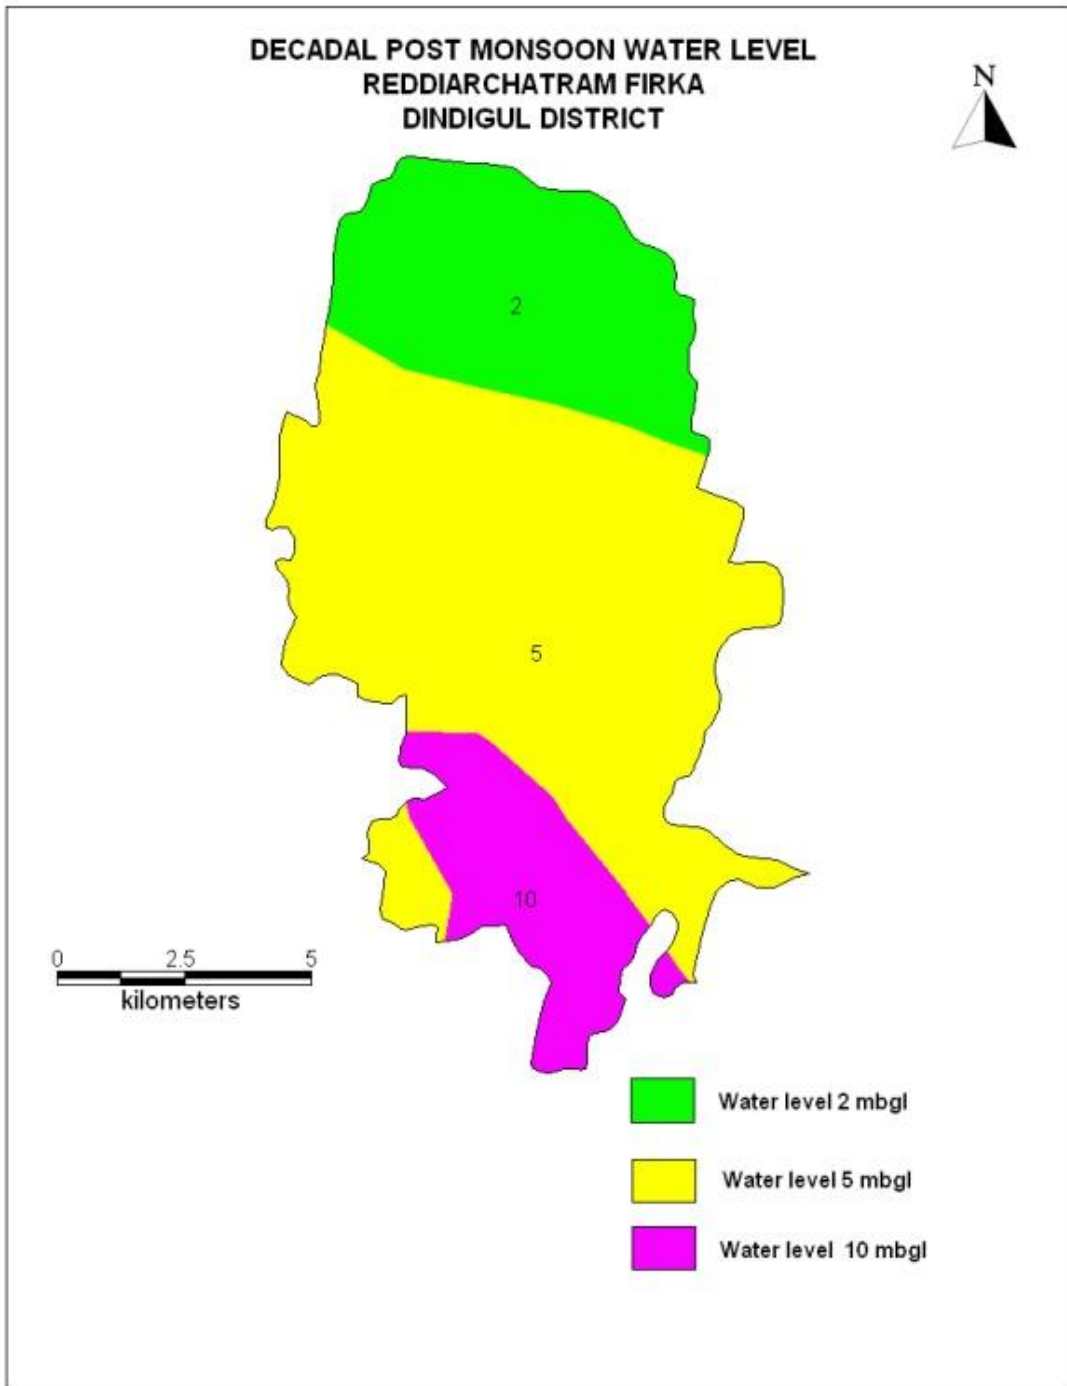 DECADAL POST MONSOON WATER LEVEL
REDDIARCHATRAM FIRKA
DINDIGUL DISTRICT
N
2
5
10
0 2.5 5
kilometers
Water level 2 mbgl
Water level 5 mbgl
Water level 10 mbgl